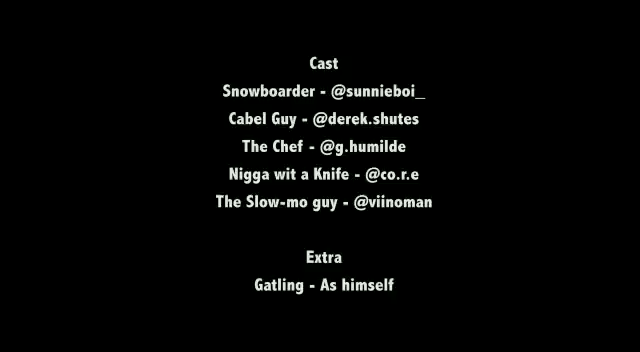 Cast
Snowboarder - @sunnieboi_
Cabel Guy - @derek.shutes
The Chef - @g.humilde
Nigga wit a Knife - @co.r.e
The Slow-mo guy - @viinoman
Extra
Gatling - As himself